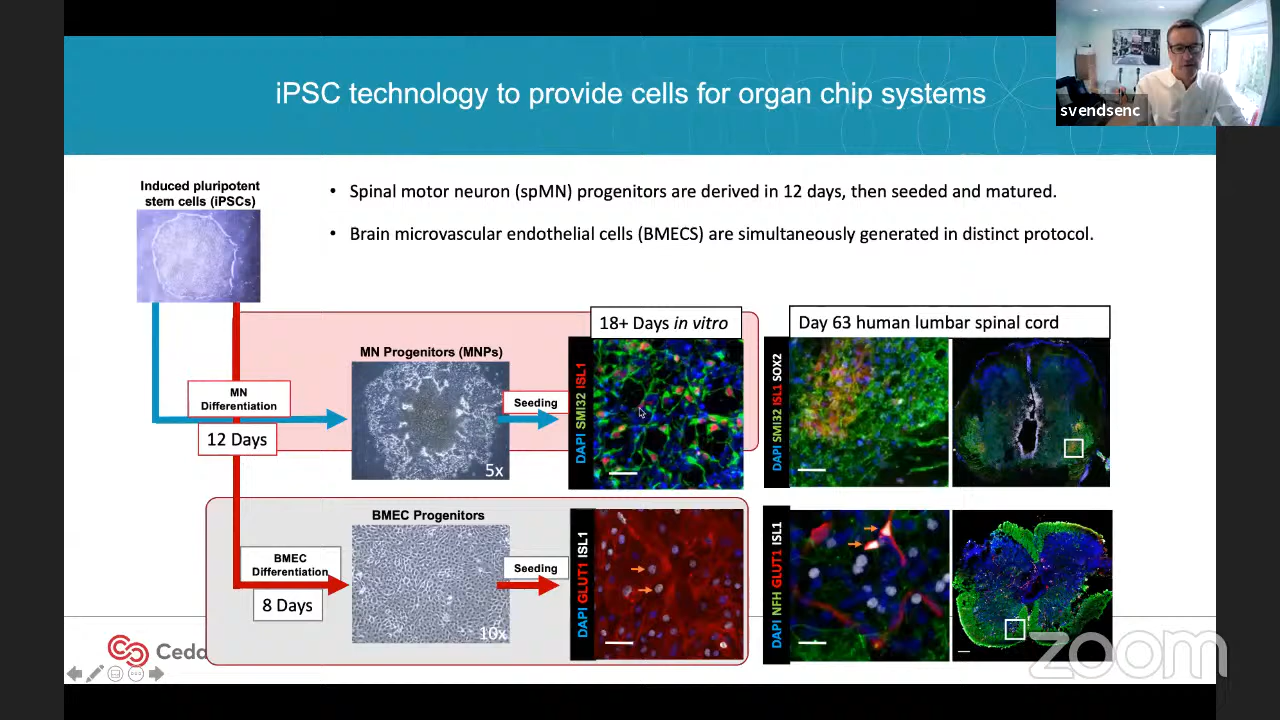 iPSC technology to provide cells for organ chip systems
svendsenc
Induced pluripotent
stem cells (iPSCs)
• Spinal motor neuron (spMN) progenitors are derived in 12 days, then seeded and matured.
• Brain microvascular endothelial cells (BMECS) are simultaneously generated in distinct protocol.
18+ Days in vitro
Day 63 human lumbar spinal cord
MN Progenitors (MNPs)
MN
Differentiation
12 Days
Seeding
5x
DAPI SMI32 ISL1
DAPI SMI32 ISL1 SOX2
BMEC Progenitors
BMEC
Differentiation
8 Days
Seeding
10x
DAPI GLUT1 ISL1
DAPI NFH GLUT1 ISL1
Ceda
zoom